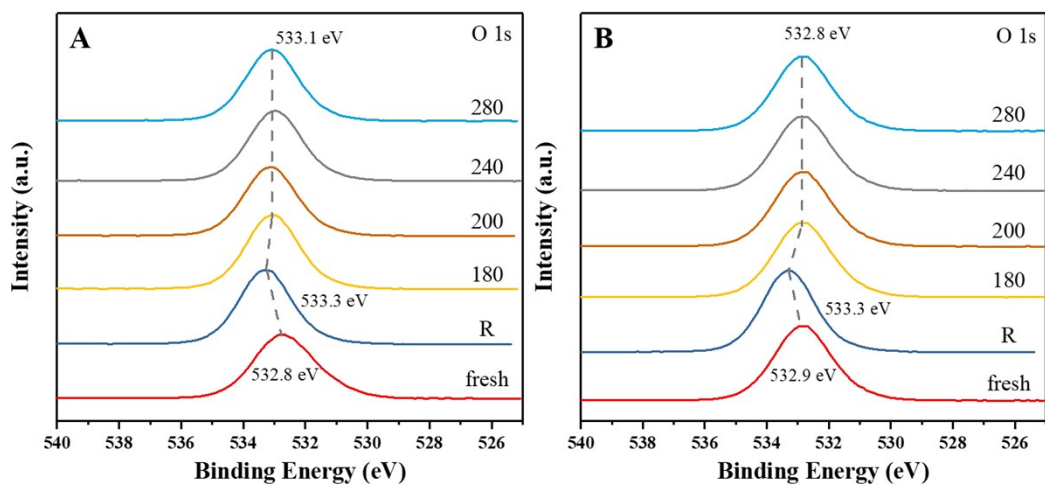 A
533.1 eV
O 1s
280
240
200
180
533.3 eV
R
532.8 eV
fresh
Intensity (a.u.)
540 538 536 534 532 530 528 526
Binding Energy (eV)
B
532.8 eV
O 1s
280
240
200
180
533.3 eV
R
532.9 eV
fresh
Intensity (a.u.)
540 538 536 534 532 530 528 526
Binding Energy (eV)